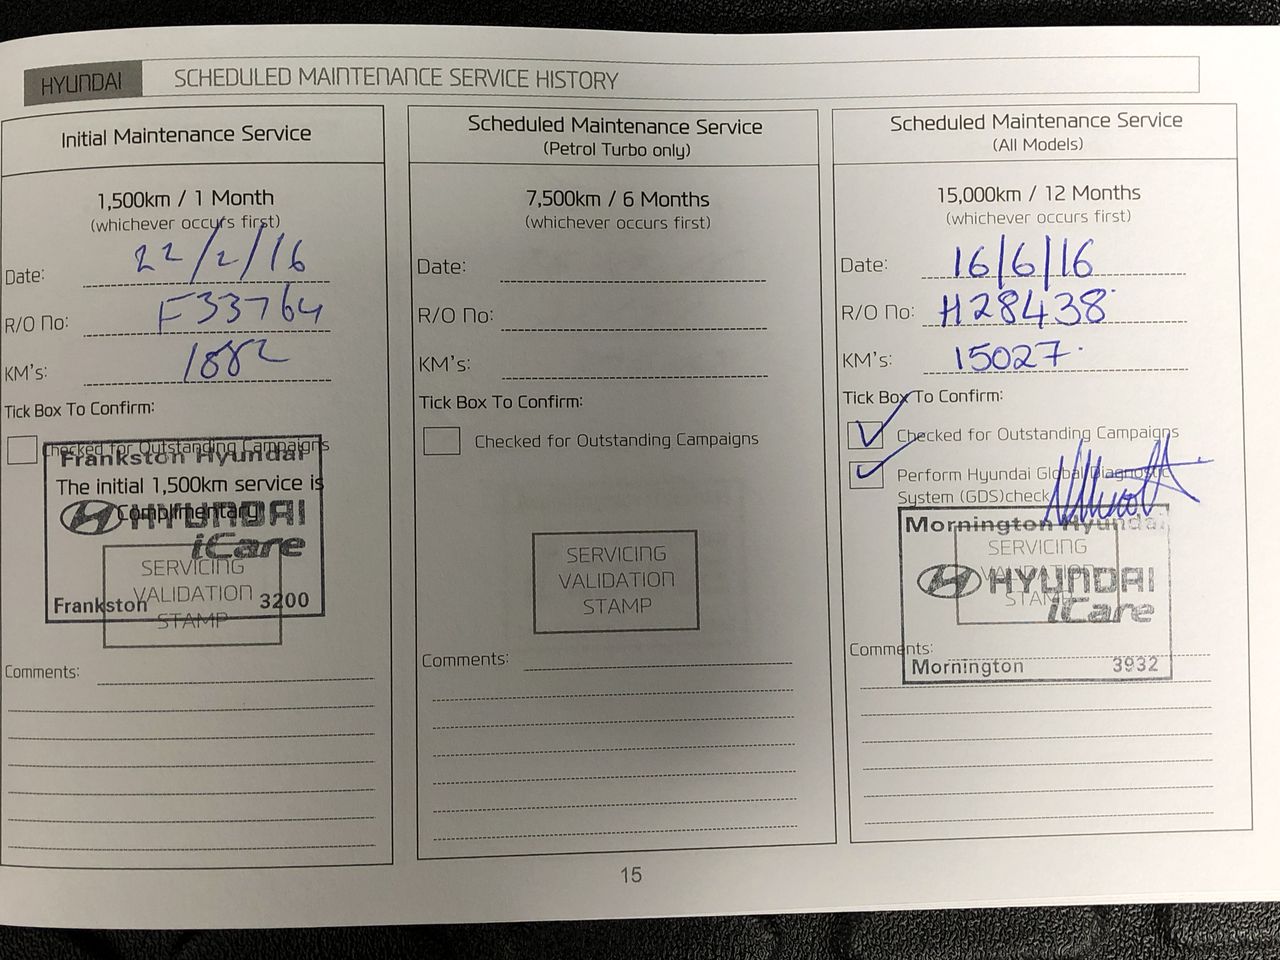 HYUNDAI SCHEDULED MAINTENANCE SERVICE HISTORY
Initial Maintenance Service
1,500km / 1 Month
(whichever occurs first)
Date: 22/2/16
R/O No: F33764
KM's: 1882
Tick Box To Confirm:
Checked for Outstanding Campaigns
Frankston Hyundai
The initial 1,500km service is
Complimentary
HYUNDAI
iCare
SERVICING
VALIDATION
STAMP
Frankston 3200
Comments:
Scheduled Maintenance Service
(Petrol Turbo only)
7,500km / 6 Months
(whichever occurs first)
Date:
R/O No:
KM's:
Tick Box To Confirm:
Checked for Outstanding Campaigns
SERVICING
VALIDATION
STAMP
Comments:
Scheduled Maintenance Service
(All Models)
15,000km / 12 Months
(whichever occurs first)
Date: 16/6/16
R/O No: H28438
KM's: 15027
Tick Box To Confirm:
Checked for Outstanding Campaigns
Perform Hyundai Global Diagnostic
System (GDS)check
Mornington Hyundai
SERVICING
VALIDATION
STAMP
HYUNDAI
iCare
Comments:
Mornington 3932
15